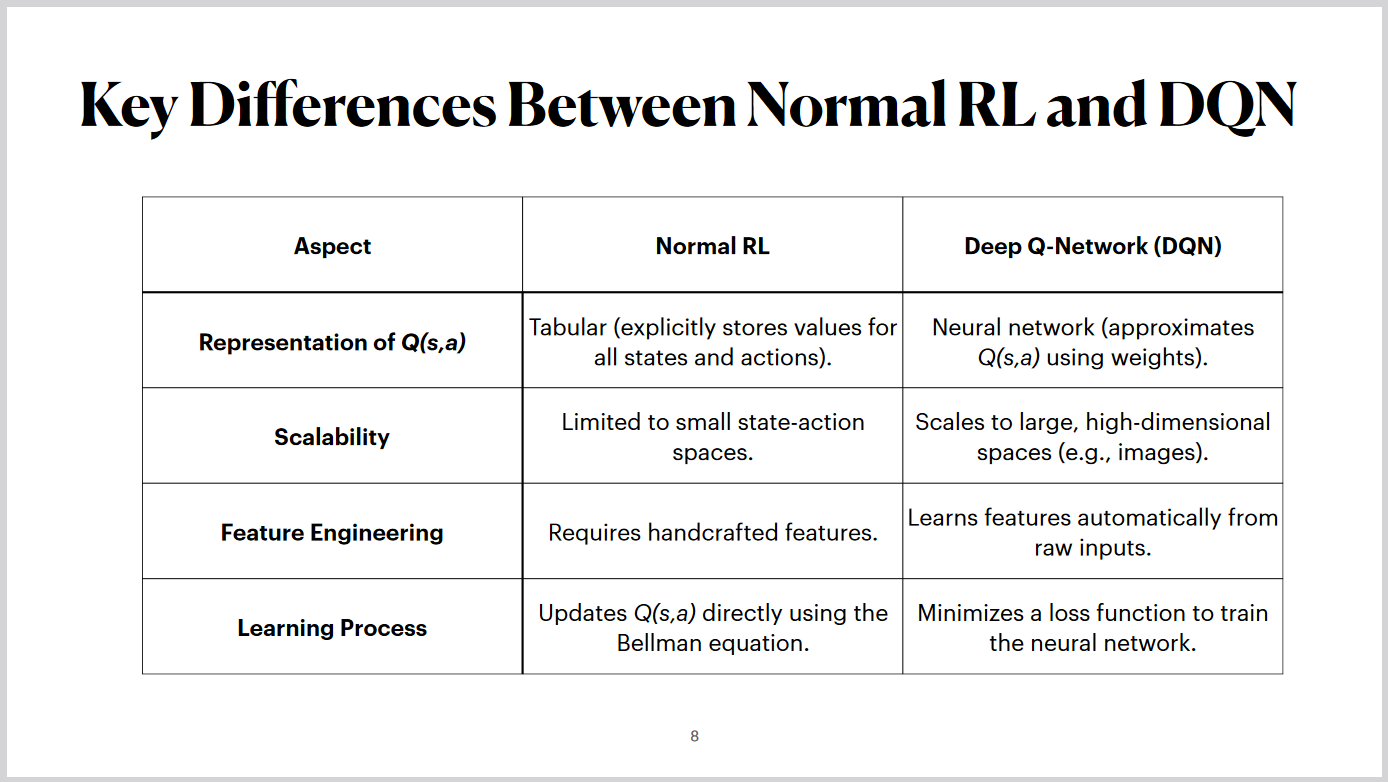 Key Differences Between Normal RL and DQN
Aspect
Normal RL
Deep Q-Network (DQN)
Representation of Q(s,a)
Tabular (explicitly stores values for
all states and actions).
Neural network (approximates
Q(s,a) using weights).
Scalability
Limited to small state-action
spaces.
Scales to large, high-dimensional
spaces (e.g., images).
Feature Engineering
Requires handcrafted features.
Learns features automatically from
raw inputs.
Learning Process
Updates Q(s,a) directly using the
Bellman equation.
Minimizes a loss function to train
the neural network.
8